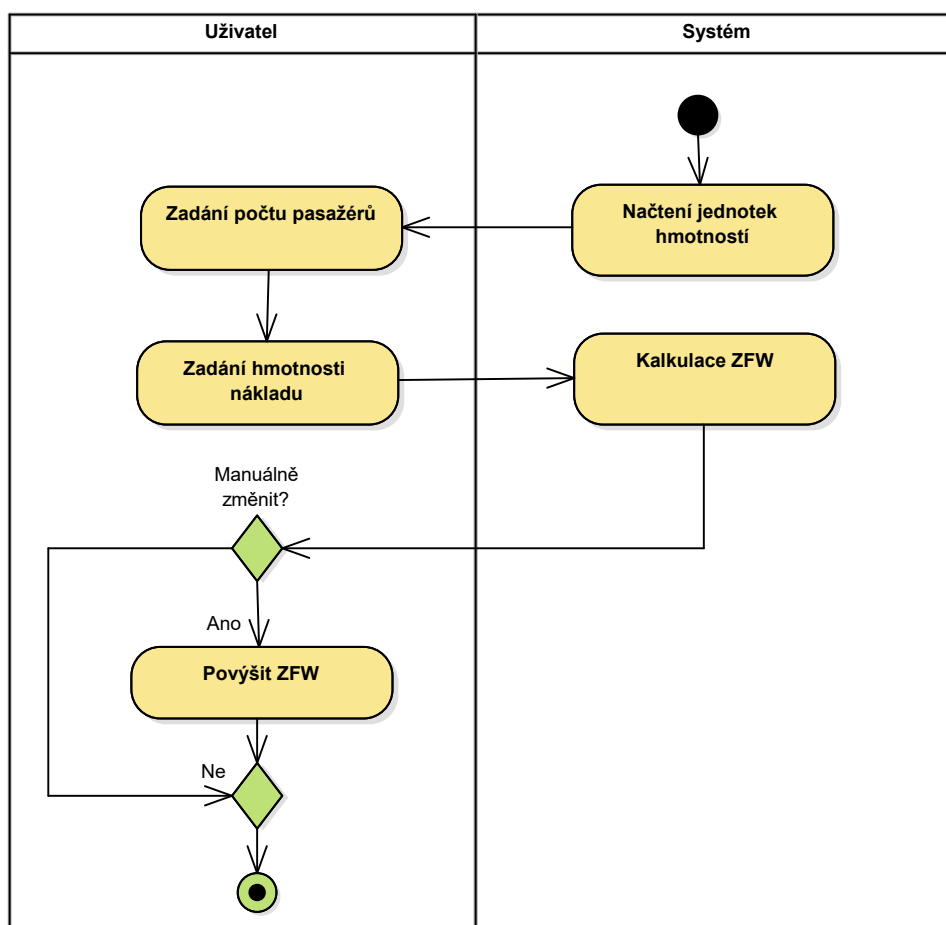 Uživatel
Systém
Zadání počtu pasažérů
Načtení jednotek
hmotností
Zadání hmotnosti
nákladu
Kalkulace ZFW
Manuálně
změnit?
Ano
Povýšit ZFW
Ne